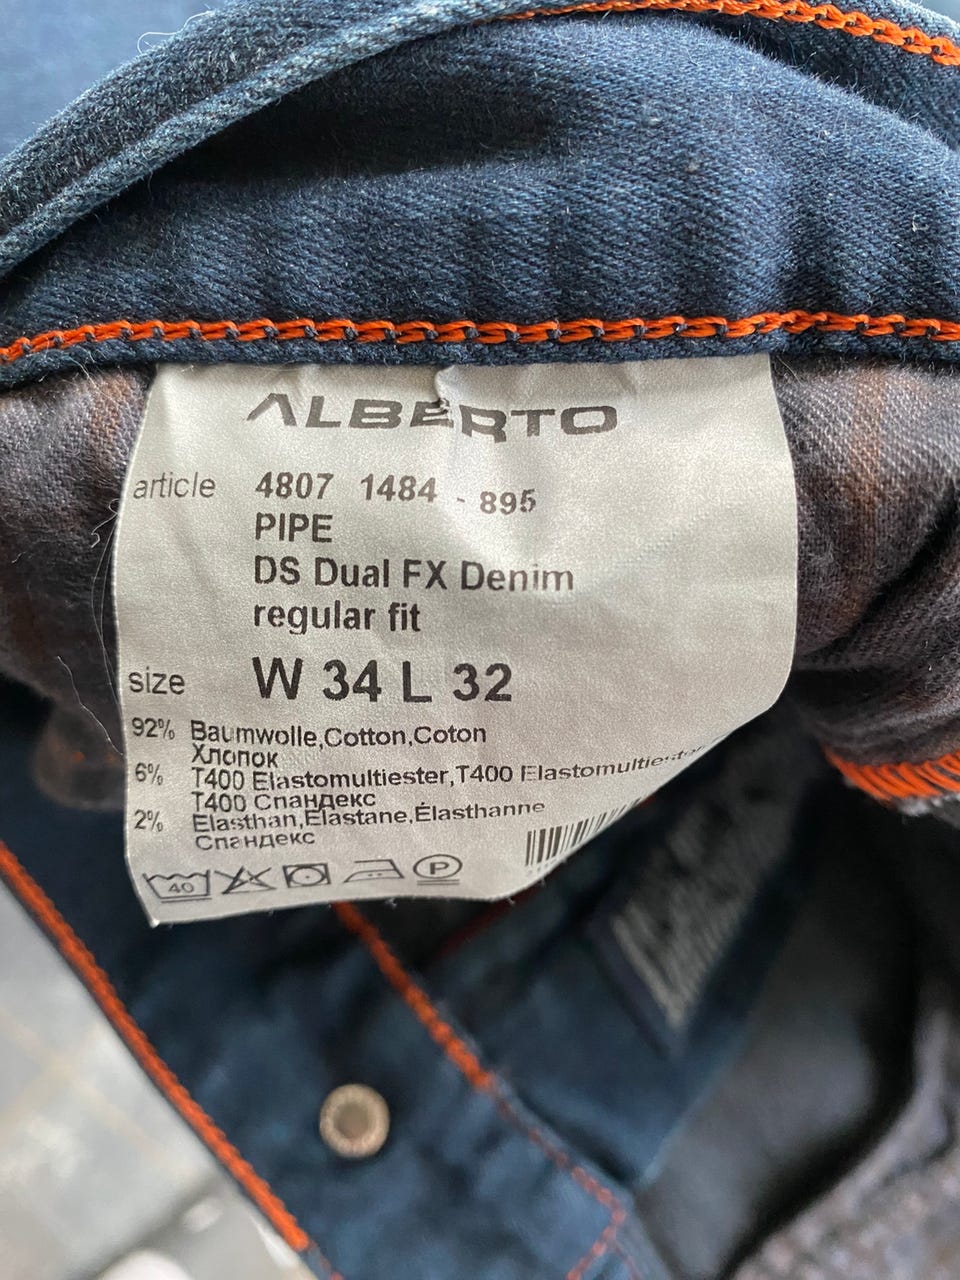 ALBERTO
article 4807 1484 - 895
PIPE
DS Dual FX Denim
regular fit
size W 34 L 32
92% Baumwolle,Cotton,Coton
Хлопок
6% T400 Elastomultiester,T400 Elastomultiester
T400 Спандекс
2% Elasthan,Elastane,Élasthanne
Спандекс
40 P